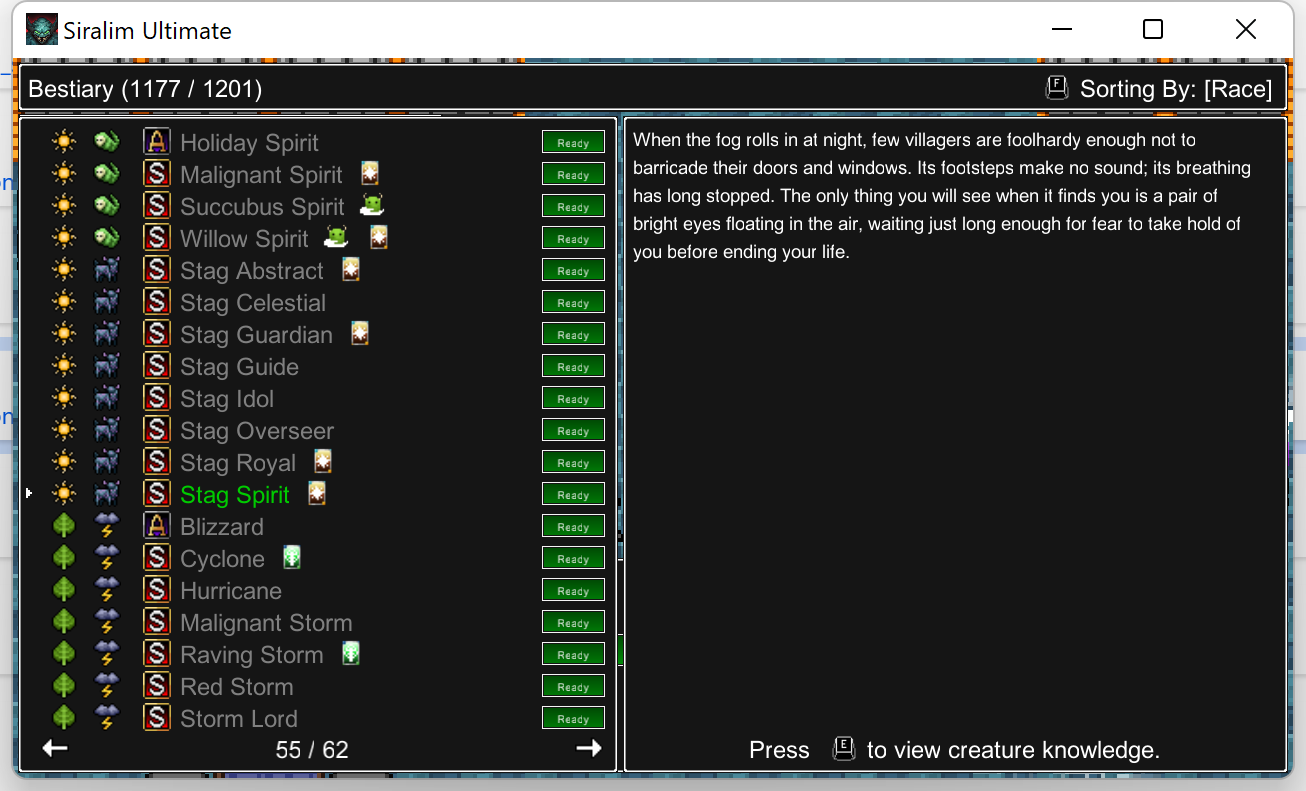 Siralim Ultimate
Bestiary (1177 / 1201)
F Sorting By: [Race]
A Holiday Spirit Ready
S Malignant Spirit Ready
S Succubus Spirit Ready
S Willow Spirit Ready
S Stag Abstract Ready
S Stag Celestial Ready
S Stag Guardian Ready
S Stag Guide Ready
S Stag Idol Ready
S Stag Overseer Ready
S Stag Royal Ready
S Stag Spirit Ready
A Blizzard Ready
S Cyclone Ready
S Hurricane Ready
S Malignant Storm Ready
S Raving Storm Ready
S Red Storm Ready
S Storm Lord Ready
55 / 62
When the fog rolls in at night, few villagers are foolhardy enough not to
barricade their doors and windows. Its footsteps make no sound; its breathing
has long stopped. The only thing you will see when it finds you is a pair of
bright eyes floating in the air, waiting just long enough for fear to take hold of
you before ending your life.
Press E to view creature knowledge.